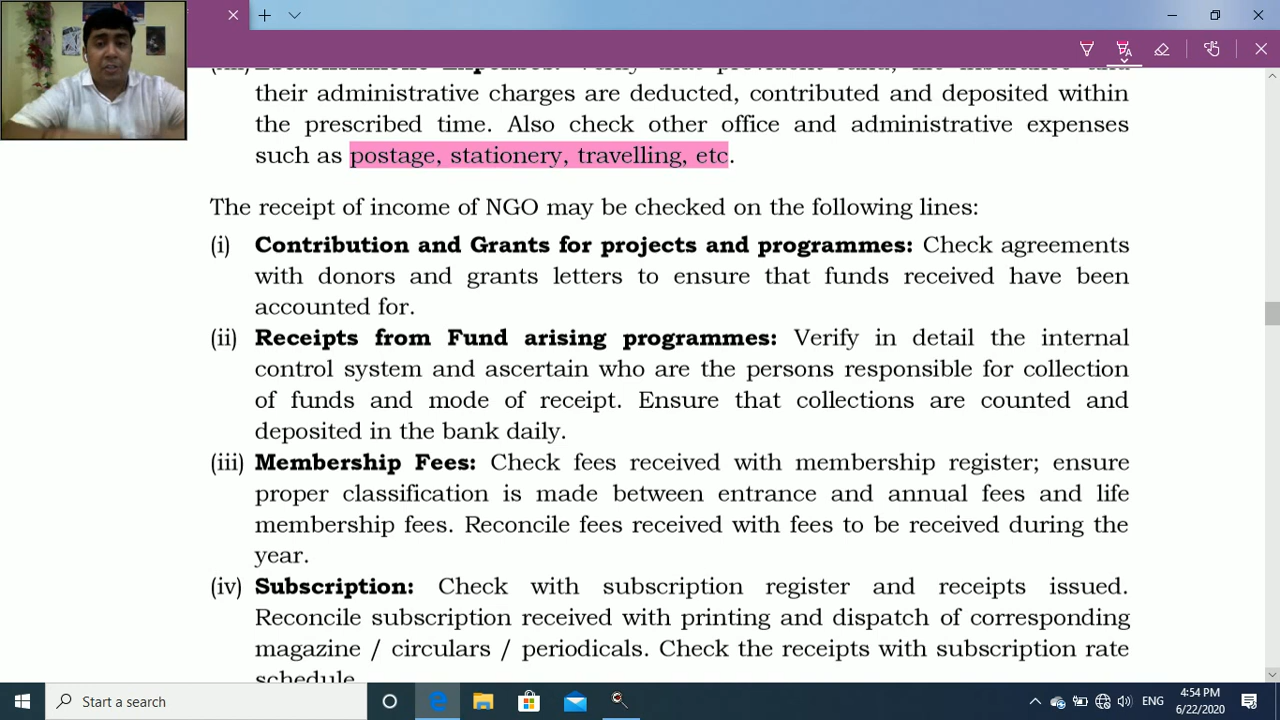 their administrative charges are deducted, contributed and deposited within
the prescribed time. Also check other office and administrative expenses
such as postage, stationery, travelling, etc.
The receipt of income of NGO may be checked on the following lines:
(i) Contribution and Grants for projects and programmes: Check agreements
with donors and grants letters to ensure that funds received have been
accounted for.
(ii) Receipts from Fund arising programmes: Verify in detail the internal
control system and ascertain who are the persons responsible for collection
of funds and mode of receipt. Ensure that collections are counted and
deposited in the bank daily.
(iii) Membership Fees: Check fees received with membership register; ensure
proper classification is made between entrance and annual fees and life
membership fees. Reconcile fees received with fees to be received during the
year.
(iv) Subscription: Check with subscription register and receipts issued.
Reconcile subscription received with printing and dispatch of corresponding
magazine / circulars / periodicals. Check the receipts with subscription rate
schedule.
Start a search
ENG
4:54 PM
6/22/2020